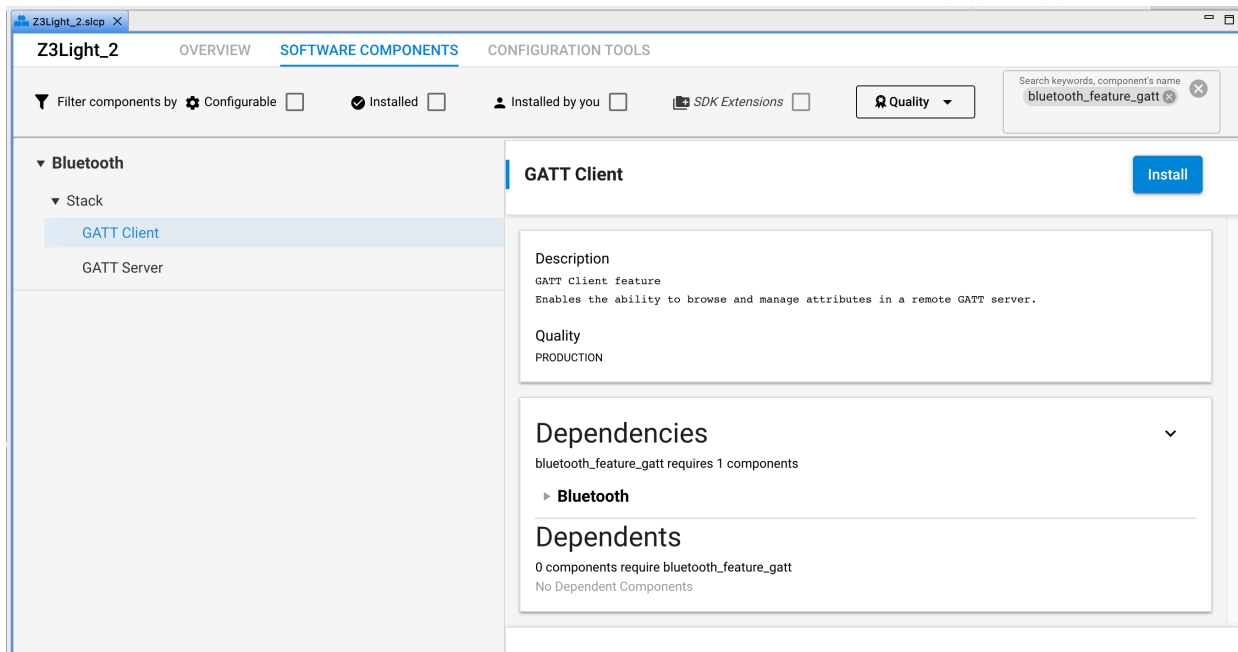 Z3Light_2.slcp
Z3Light_2 OVERVIEW SOFTWARE COMPONENTS CONFIGURATION TOOLS
Filter components by Configurable Installed Installed by you SDK Extensions Quality
Search keywords, component's name
bluetooth_feature_gatt
Bluetooth
Stack
GATT Client
GATT Server
GATT Client
Install
Description
GATT Client feature
Enables the ability to browse and manage attributes in a remote GATT server.
Quality
PRODUCTION
Dependencies
bluetooth_feature_gatt requires 1 components
Bluetooth
Dependents
0 components require bluetooth_feature_gatt
No Dependent Components